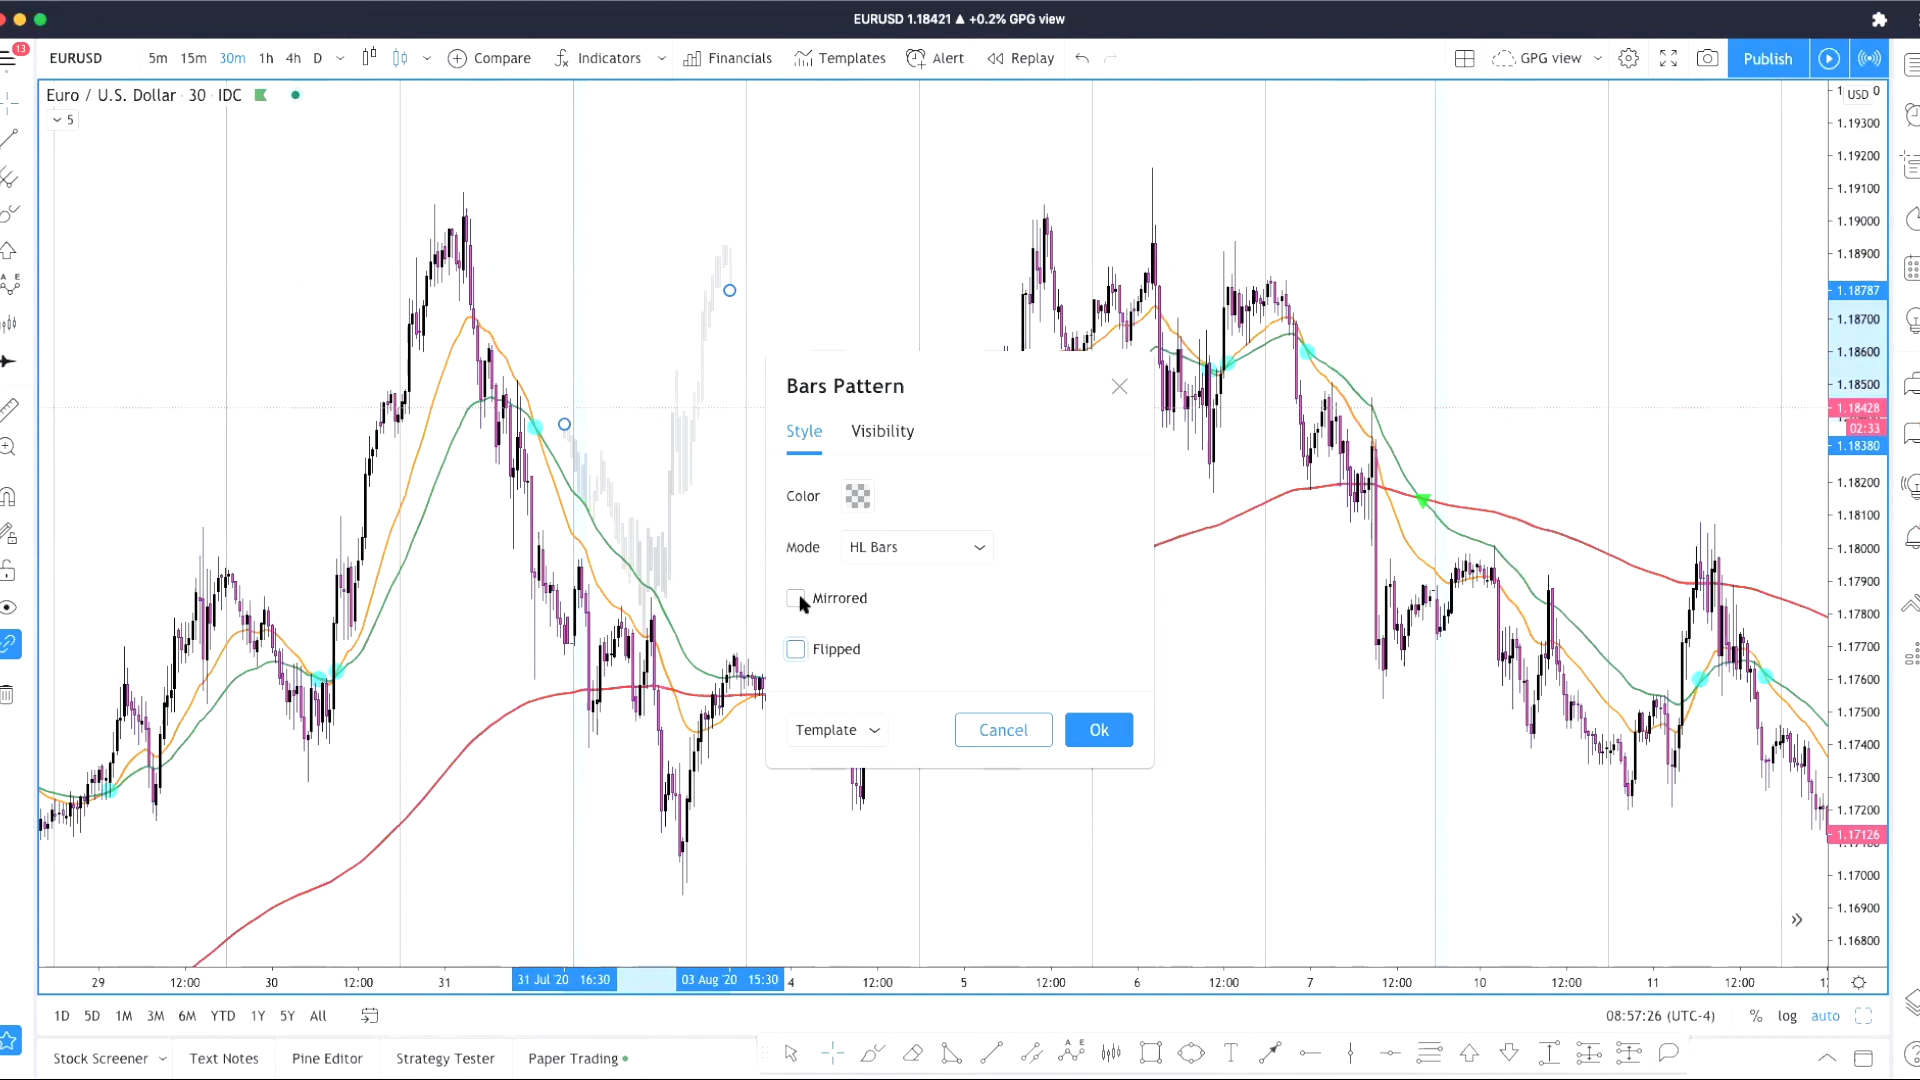 EURUSD 1.18421 ▲ +0.2% GPG view
13
EURUSD 5m 15m 30m 1h 4h D Compare Indicators Financials Templates Alert Replay GPG view Publish
Euro / U.S. Dollar 30 IDC
5
USD
1.19300
1.19200
1.19100
1.19000
1.18900
1.18787
1.18700
1.18600
1.18500
1.18428
02:33
1.18380
1.18200
1.18100
1.18000
1.17900
1.17800
1.17700
1.17600
1.17500
1.17400
1.17300
1.17200
1.17126
1.17000
1.16900
1.16800
Bars Pattern
Style Visibility
Color
Mode HL Bars
Mirrored
Flipped
Template Cancel Ok
29 12:00 30 12:00 31 31 Jul '20 16:30 03 Aug '20 15:30 4 12:00 5 12:00 6 12:00 7 12:00 10 12:00 11 12:00
1D 5D 1M 3M 6M YTD 1Y 5Y All 08:57:26 (UTC-4) % log auto
Stock Screener Text Notes Pine Editor Strategy Tester Paper Trading